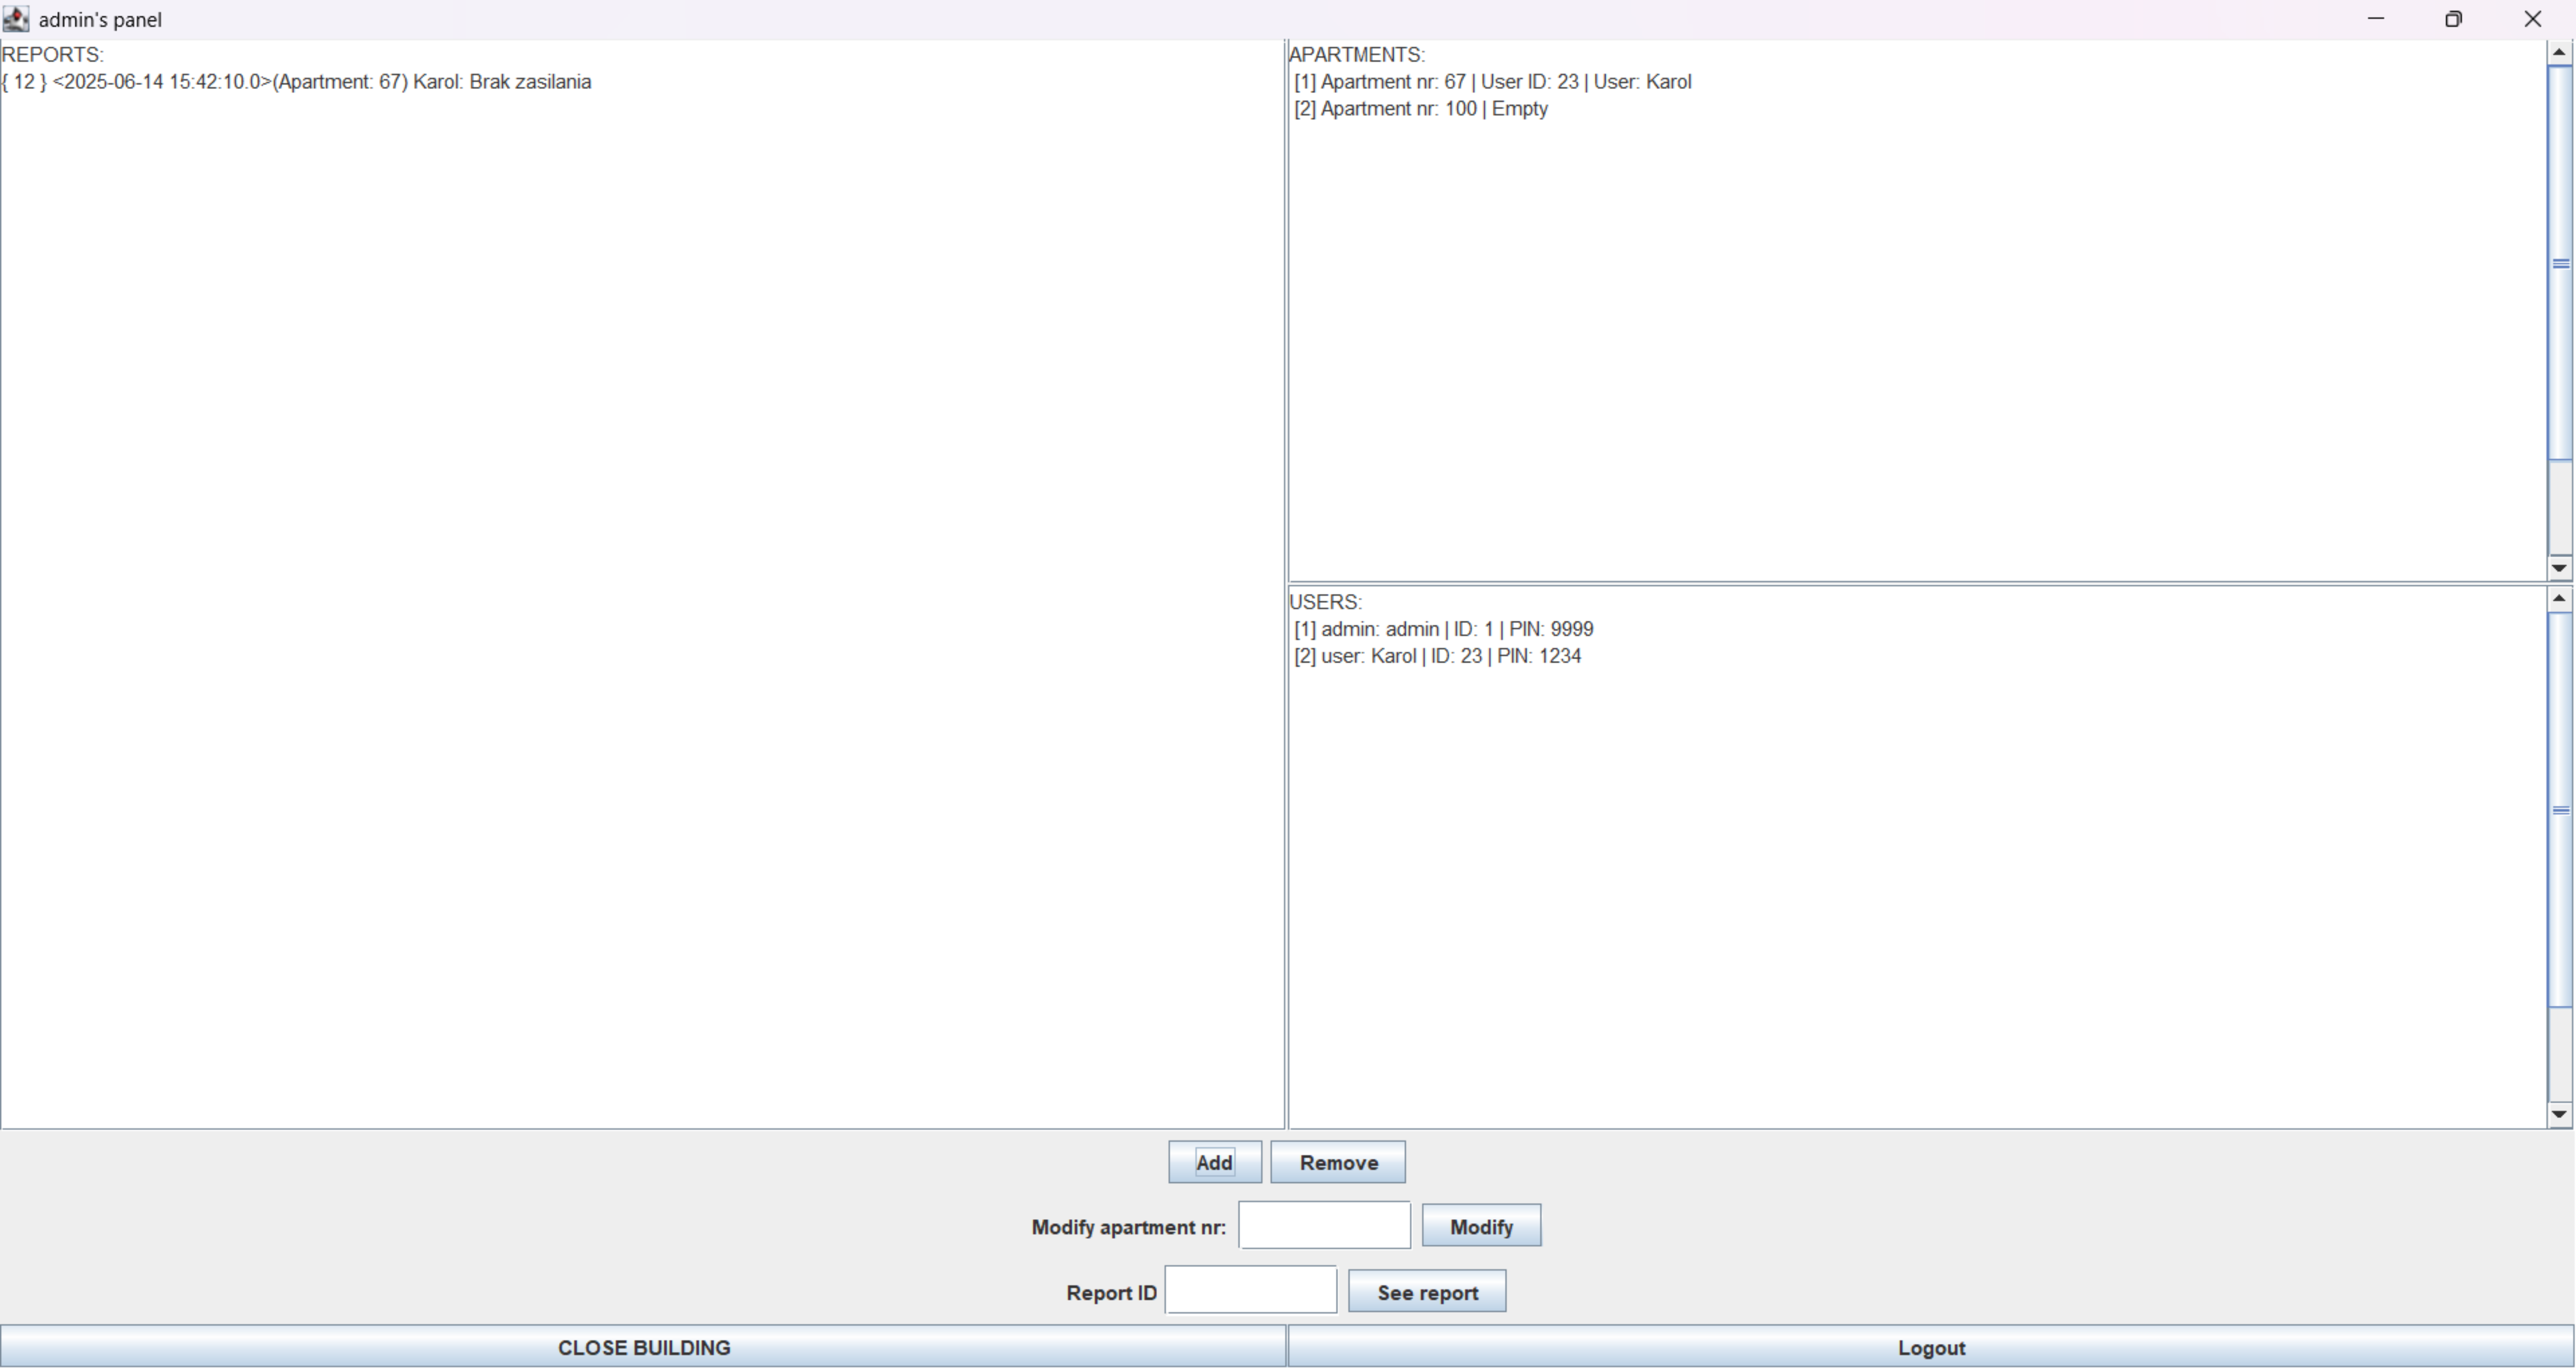 admin's panel
REPORTS:
{ 12 } <2025-06-14 15:42:10.0>(Apartment: 67) Karol: Brak zasilania
APARTMENTS:
[1] Apartment nr: 67 | User ID: 23 | User: Karol
[2] Apartment nr: 100 | Empty
USERS:
[1] admin: admin | ID: 1 | PIN: 9999
[2] user: Karol | ID: 23 | PIN: 1234
Add Remove
Modify apartment nr: Modify
Report ID See report
CLOSE BUILDING Logout